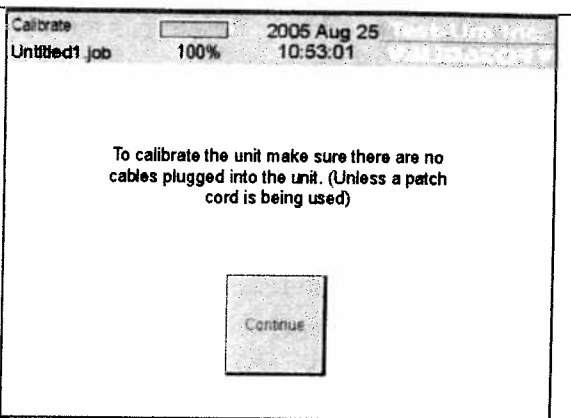 Calibrate
2005 Aug 25
Untitled1.job
100%
10:53:01
To calibrate the unit make sure there are no
cables plugged into the unit. (Unless a patch
cord is being used)
Continue